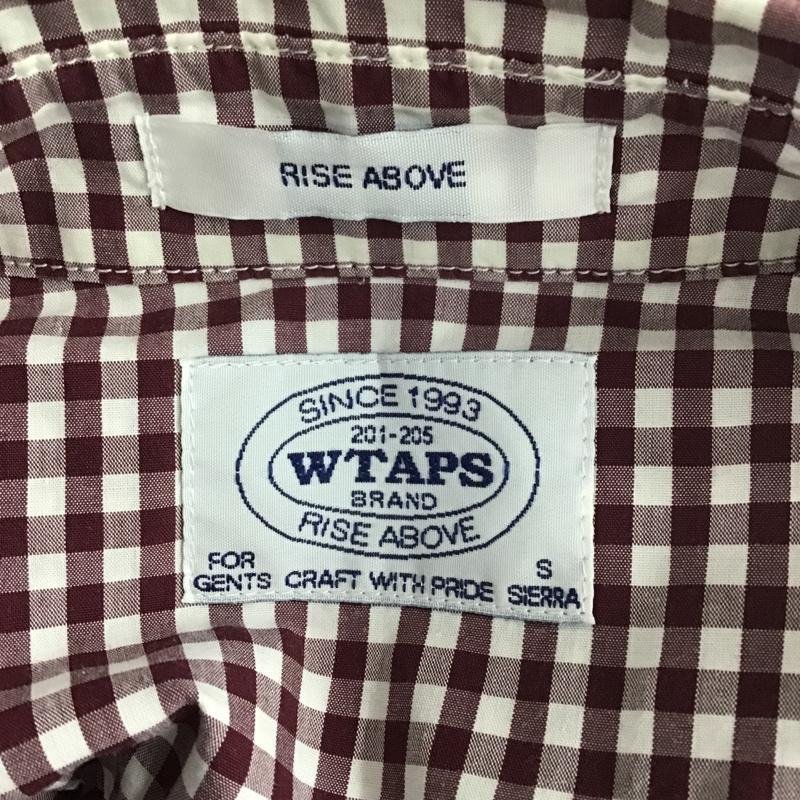 RISE ABOVE
SINCE 1993
201-205
WTAPS
BRAND
RISE ABOVE
FOR GENTS
CRAFT WITH PRIDE
S
SIERRA